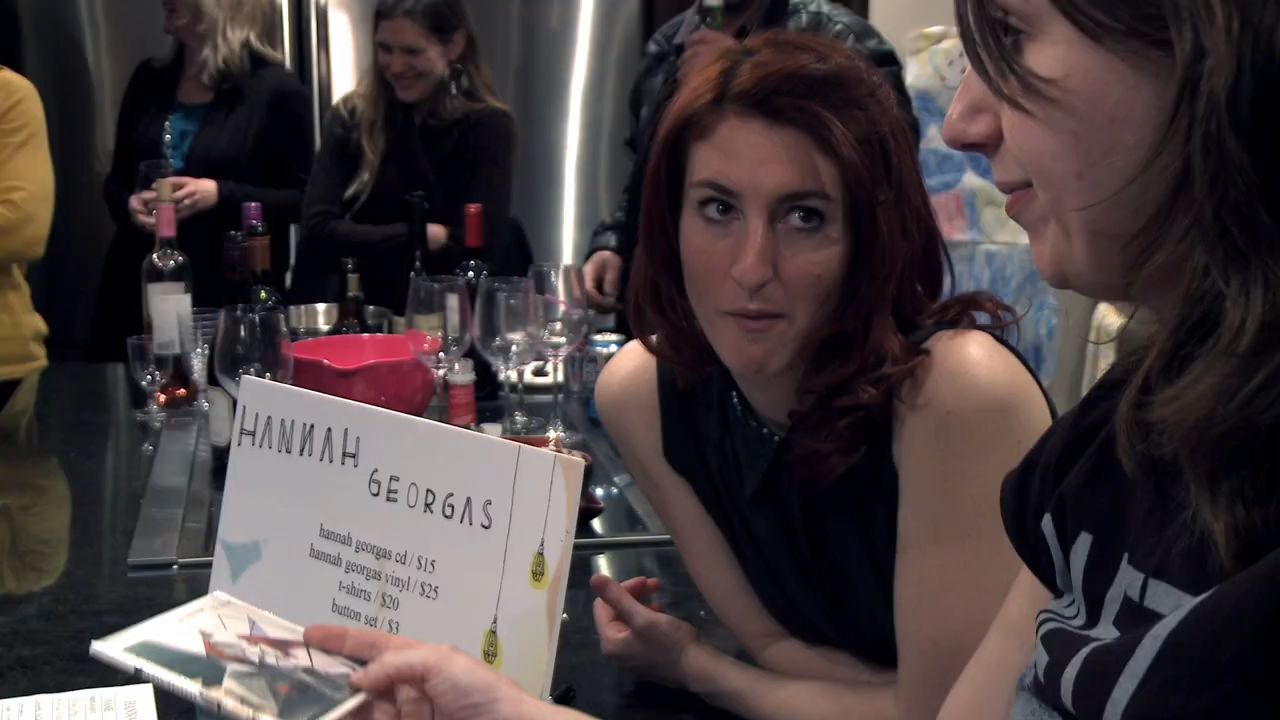 HANNAH
GEORGAS
hannah georgas cd / $15
hannah georgas vinyl / $25
t-shirts / $20
button set / $3